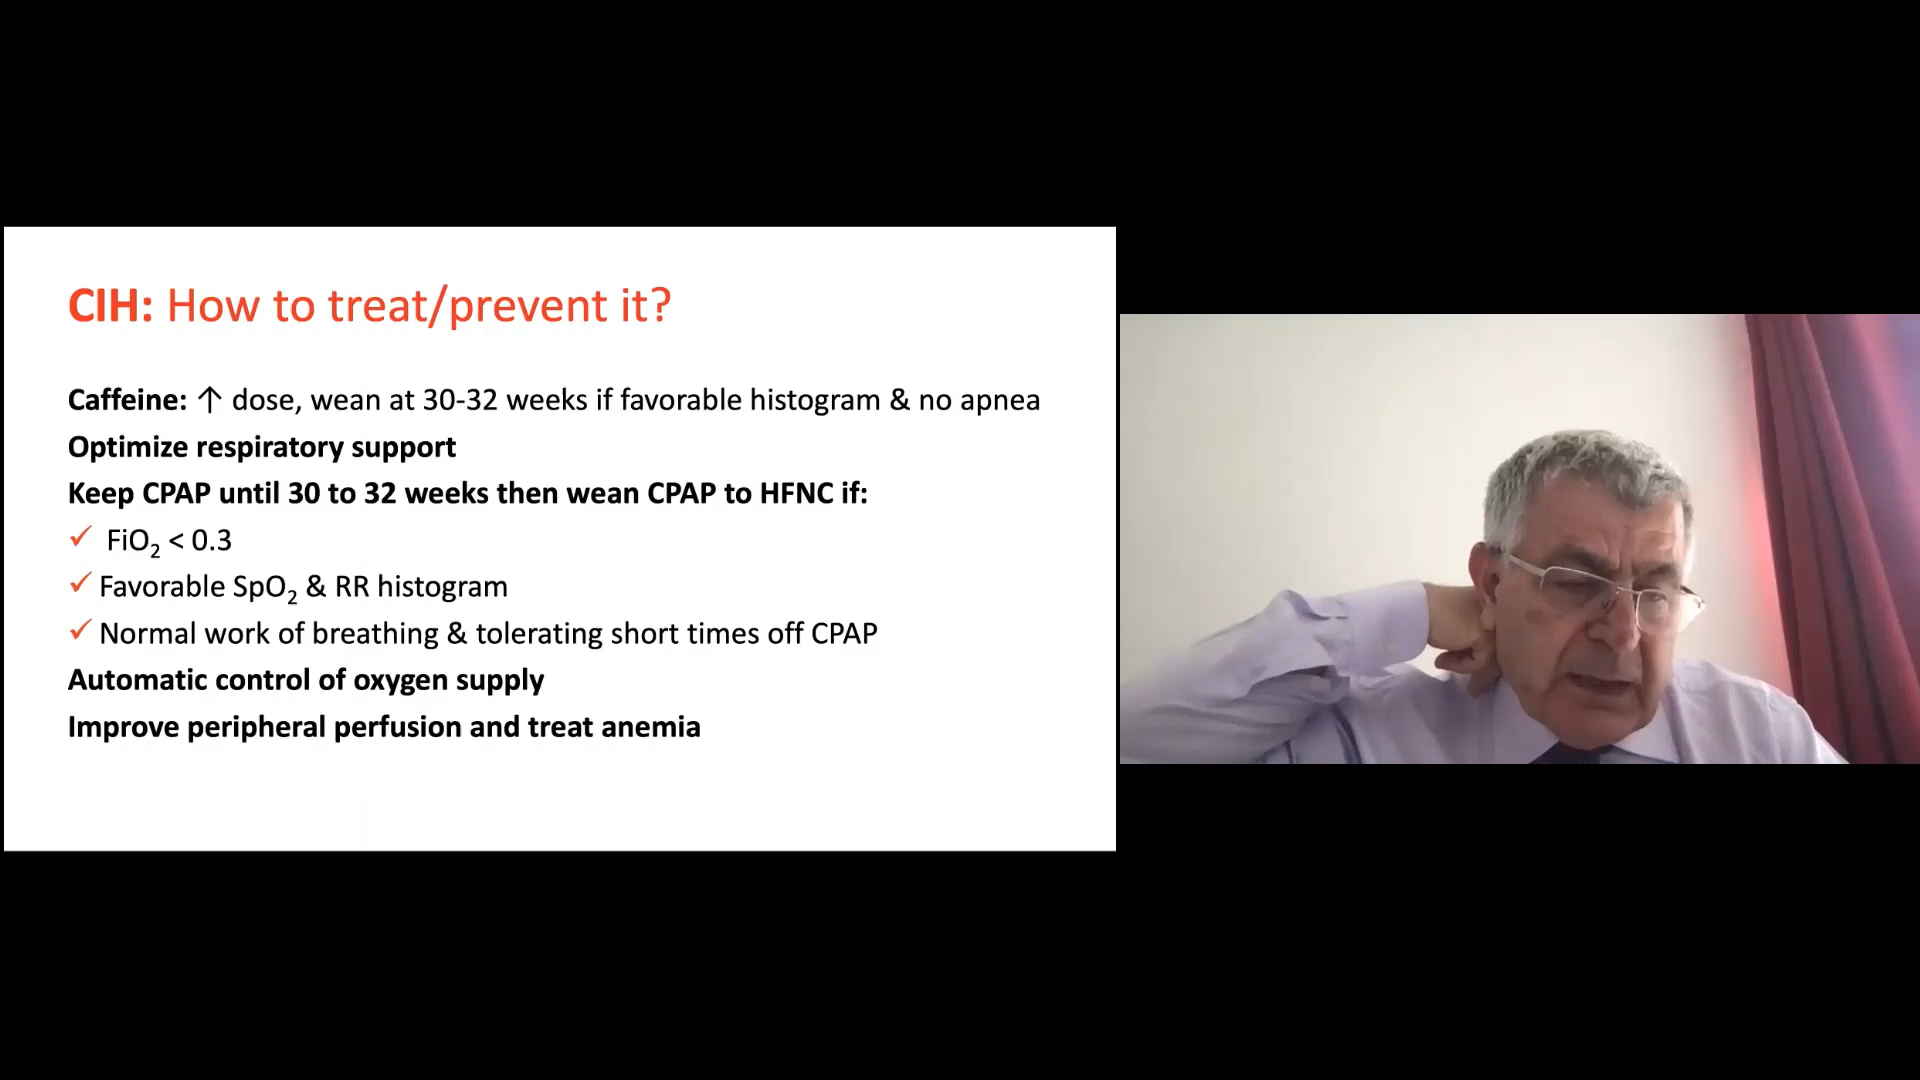 CIH: How to treat/prevent it?
Caffeine: ↑ dose, wean at 30-32 weeks if favorable histogram & no apnea
Optimize respiratory support
Keep CPAP until 30 to 32 weeks then wean CPAP to HFNC if:
✓ FiO₂ < 0.3
✓ Favorable SpO₂ & RR histogram
✓ Normal work of breathing & tolerating short times off CPAP
Automatic control of oxygen supply
Improve peripheral perfusion and treat anemia